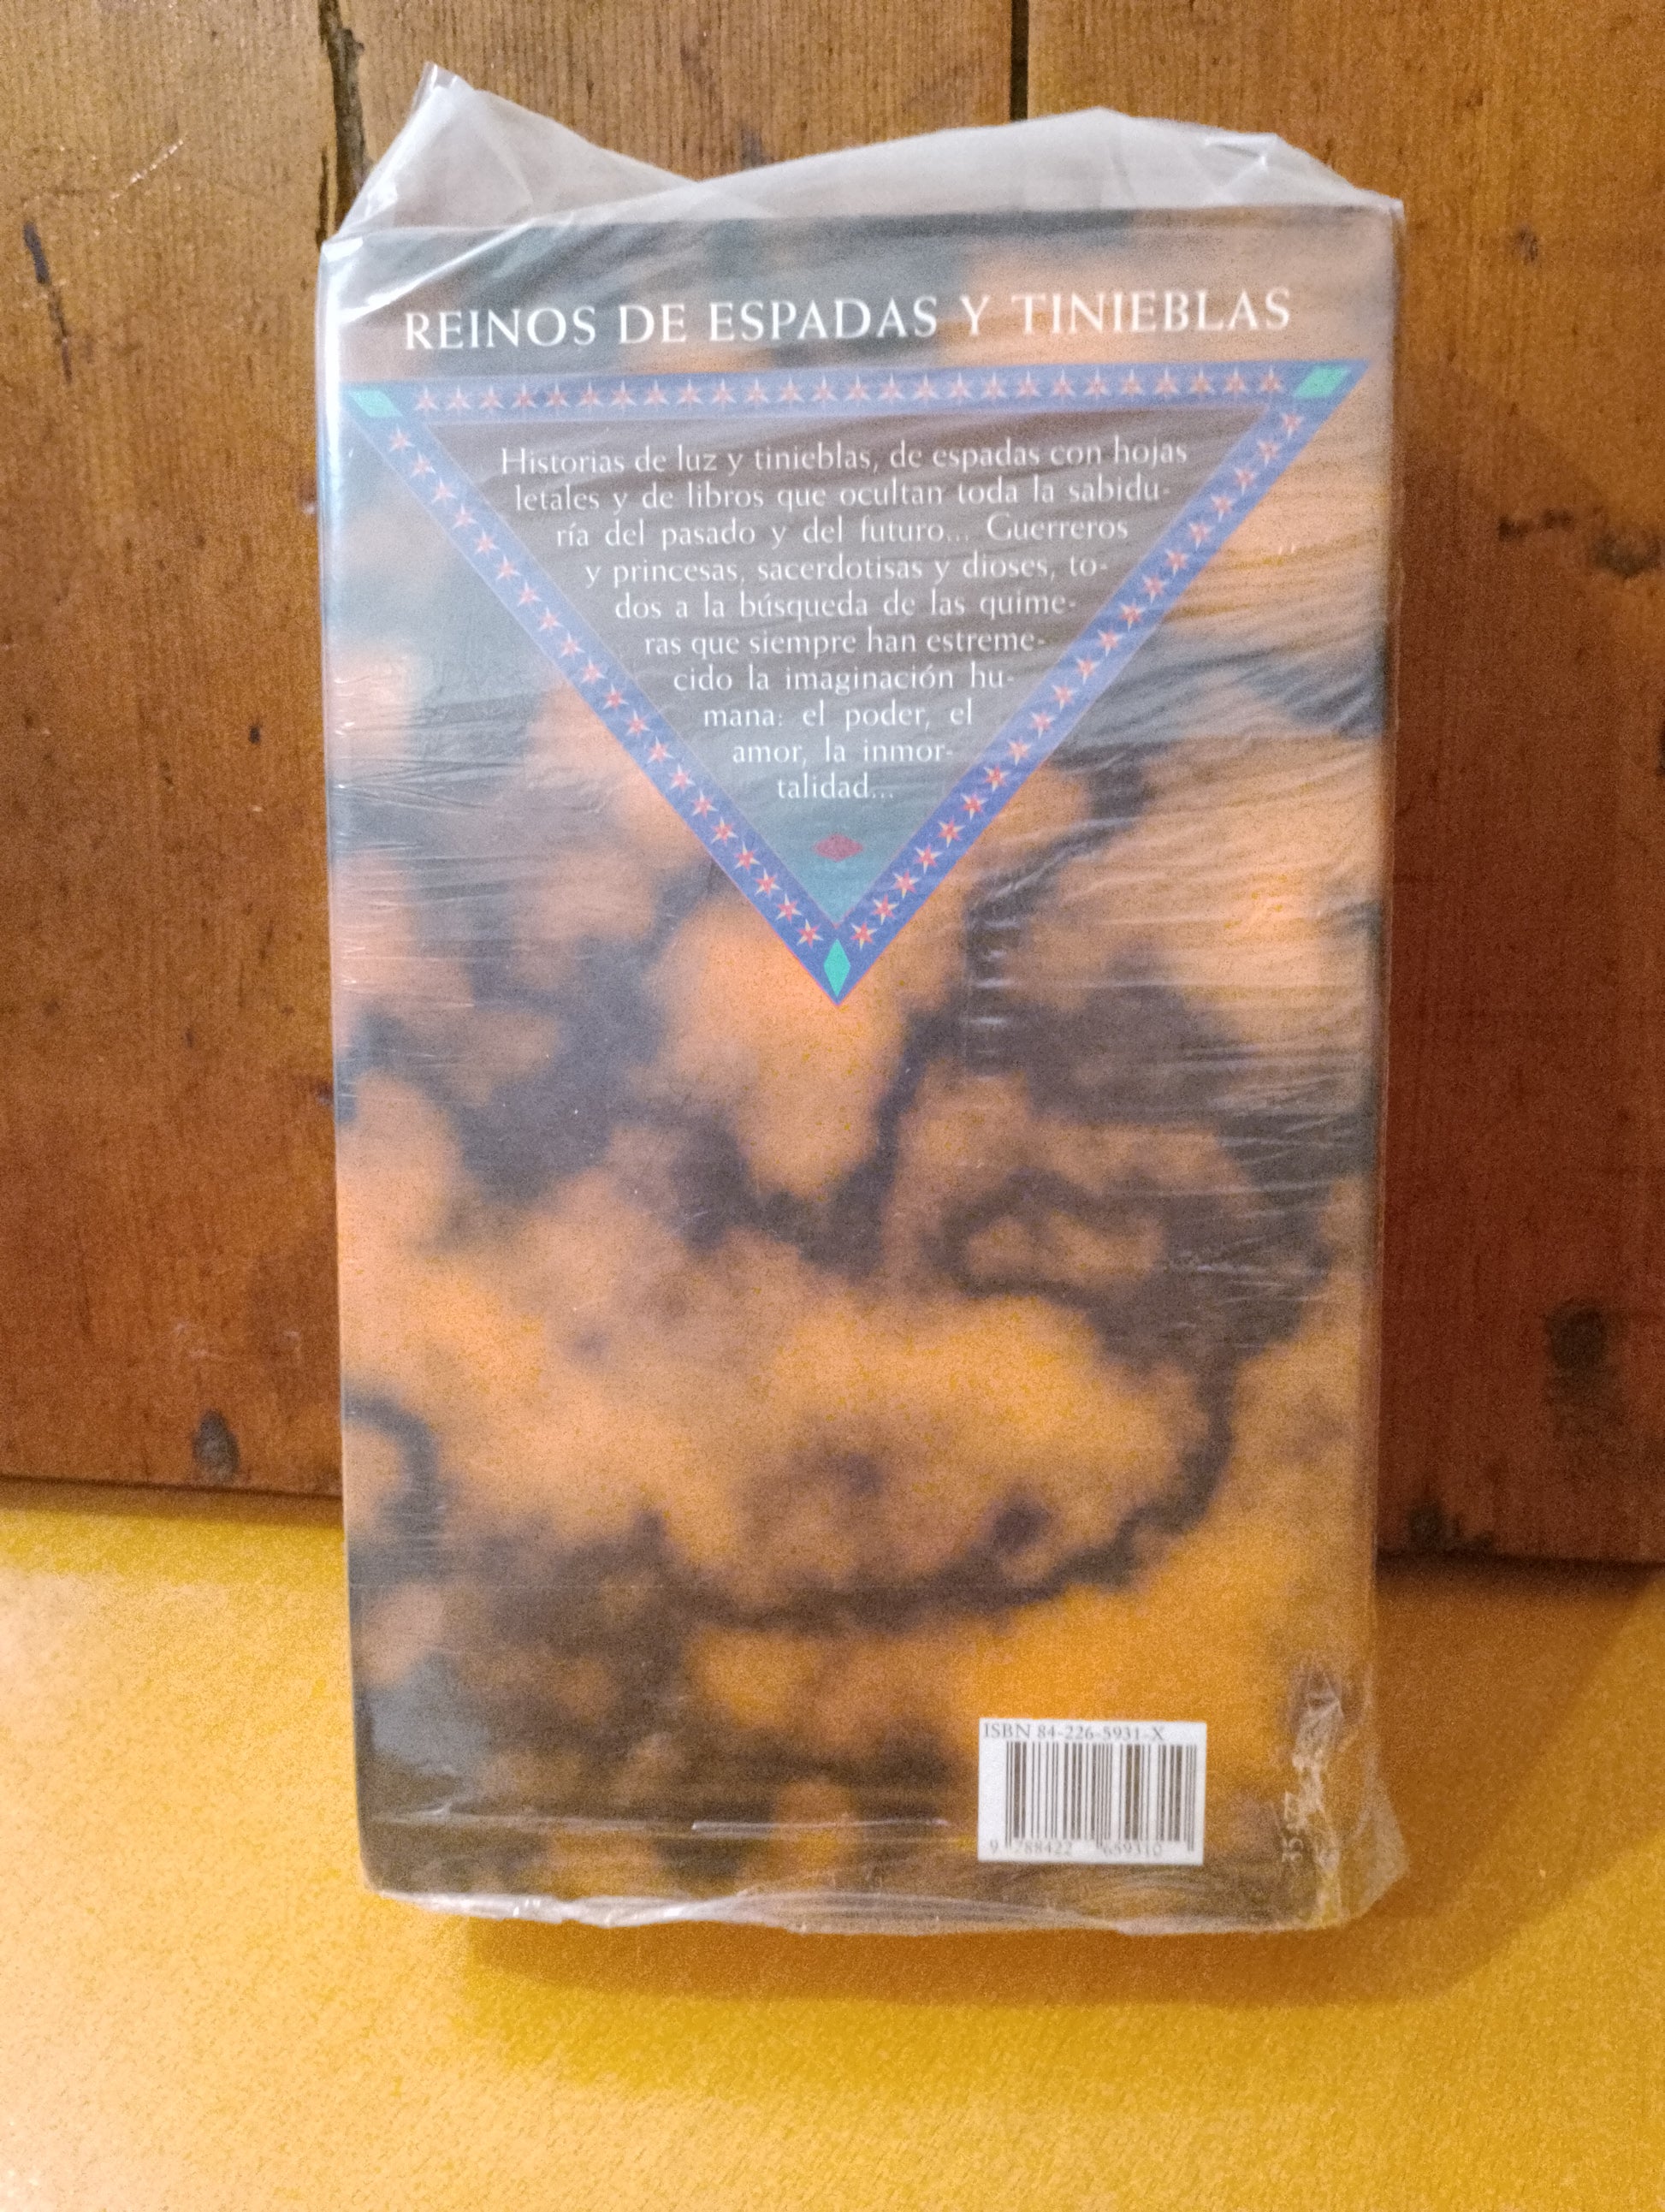 REINOS DE ESPADAS Y TINIEBLAS
Historias de luz y tinieblas, de espadas con hojas
letales y de libros que ocultan toda la sabidu-
ría del pasado y del futuro... Guerreros
y princesas, sacerdotisas y dioses, to-
dos a la búsqueda de las quime-
ras que siempre han estreme-
cido la imaginación hu-
mana: el poder, el
amor, la inmor-
talidad...
ISBN 84-226-5931-X
9 788422 659310